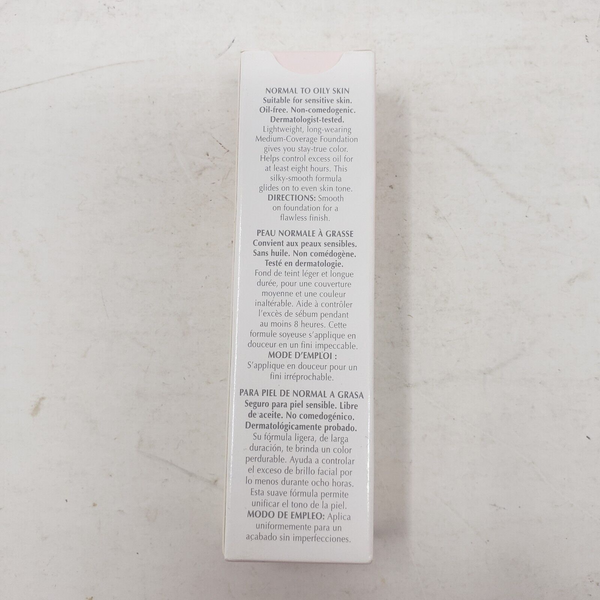 NORMAL TO OILY SKIN
Suitable for sensitive skin.
Oil-free. Non-comedogenic.
Dermatologist-tested.
Lightweight, long-wearing
Medium-Coverage Foundation
gives you stay-true color.
Helps control excess oil for
at least eight hours. This
silky-smooth formula
glides on to even skin tone.
DIRECTIONS: Smooth
on foundation for a
flawless finish.
PEAU NORMALE À GRASSE
Convient aux peaux sensibles.
Sans huile. Non comédogène.
Testé en dermatologie.
Fond de teint léger et longue
durée, pour une couverture
moyenne et une couleur
inaltérable. Aide à contrôler
l'excès de sébum pendant
au moins 8 heures. Cette
formule soyeuse s'applique en
douceur en un fini impeccable.
MODE D'EMPLOI :
S'applique en douceur pour un
fini irréprochable.
PARA PIEL DE NORMAL A GRASA
Seguro para piel sensible. Libre
de aceite. No comedogénico.
Dermatológicamente probado.
Su fórmula ligera, de larga
duración, te brinda un color
perdurable. Ayuda a controlar
el exceso de brillo facial por
lo menos durante ocho horas.
Esta suave fórmula permite
unificar el tono de la piel.
MODO DE EMPLEO: Aplica
uniformemente para un
acabado sin imperfecciones.